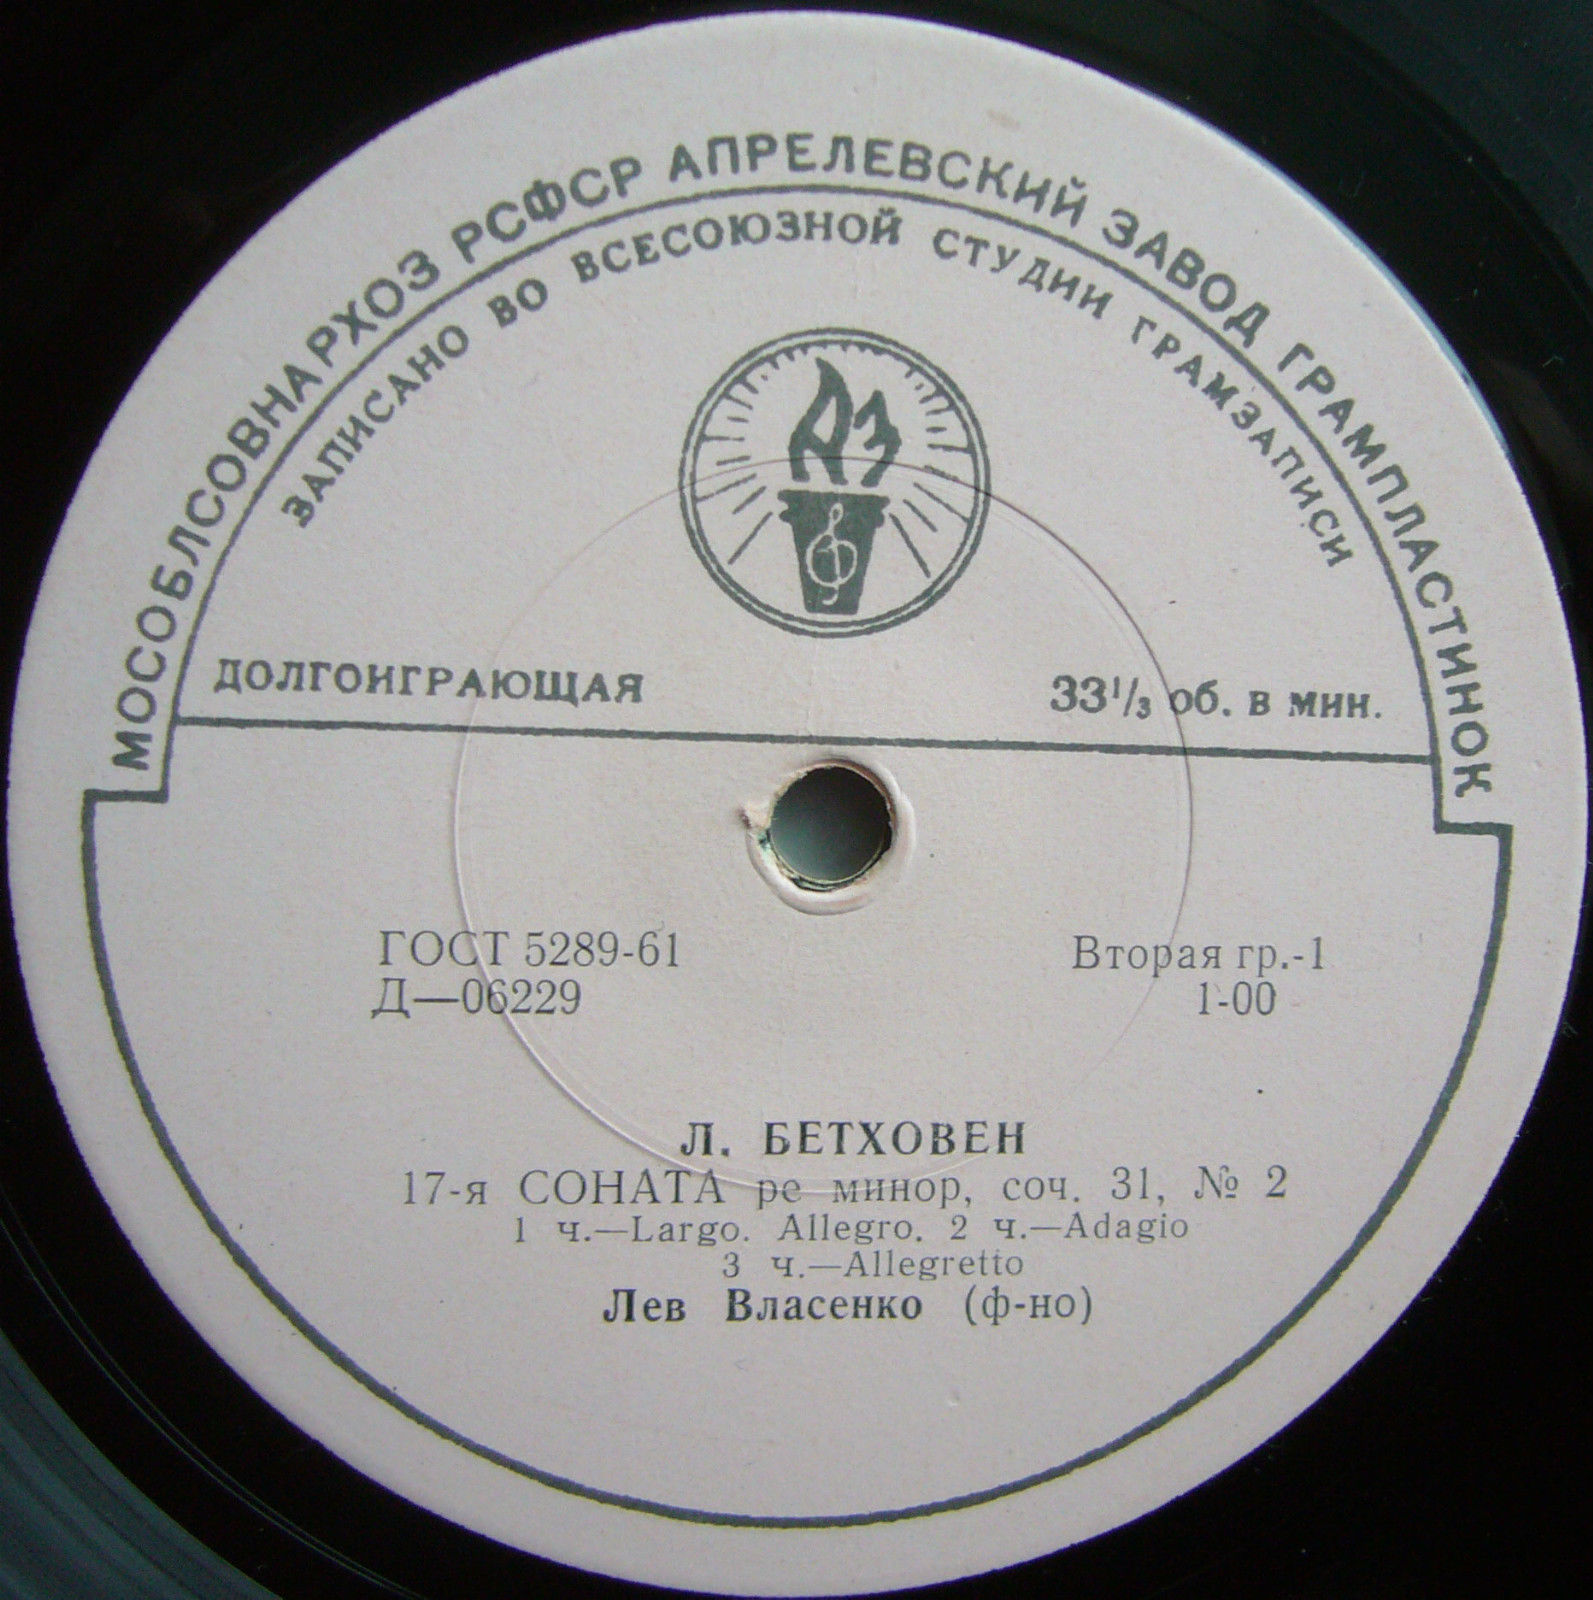 МОСОБЛСОВНАРХОЗ РСФСР АПРЕЛЕВСКИЙ ЗАВОД ГРАМПЛАСТИНОК
ЗАПИСАНО ВО ВСЕСОЮЗНОЙ СТУДИИ ГРАМЗАПИСИ
АЗ
ДОЛГОИГРАЮЩАЯ 33 1/3 об. в мин.
ГОСТ 5289-61 Вторая гр.-1
Д—06229 1-00
Л. БЕТХОВЕН
17-я СОНАТА ре минор, соч. 31, № 2
1 ч.—Largo. Allegro. 2 ч.—Adagio
3 ч.—Allegretto
Лев Власенко (ф-но)